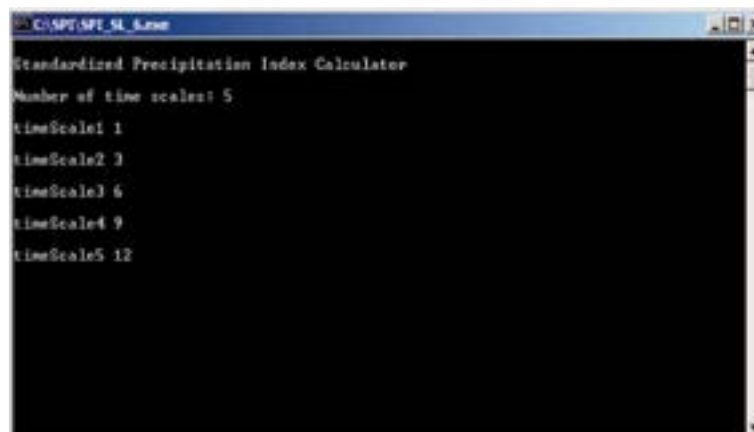 C:\SPI\SPI_SL_6.exe
Standardized Precipitation Index Calculator
Number of time scales: 5
timeScale1 1
timeScale2 3
timeScale3 6
timeScale4 9
timeScale5 12